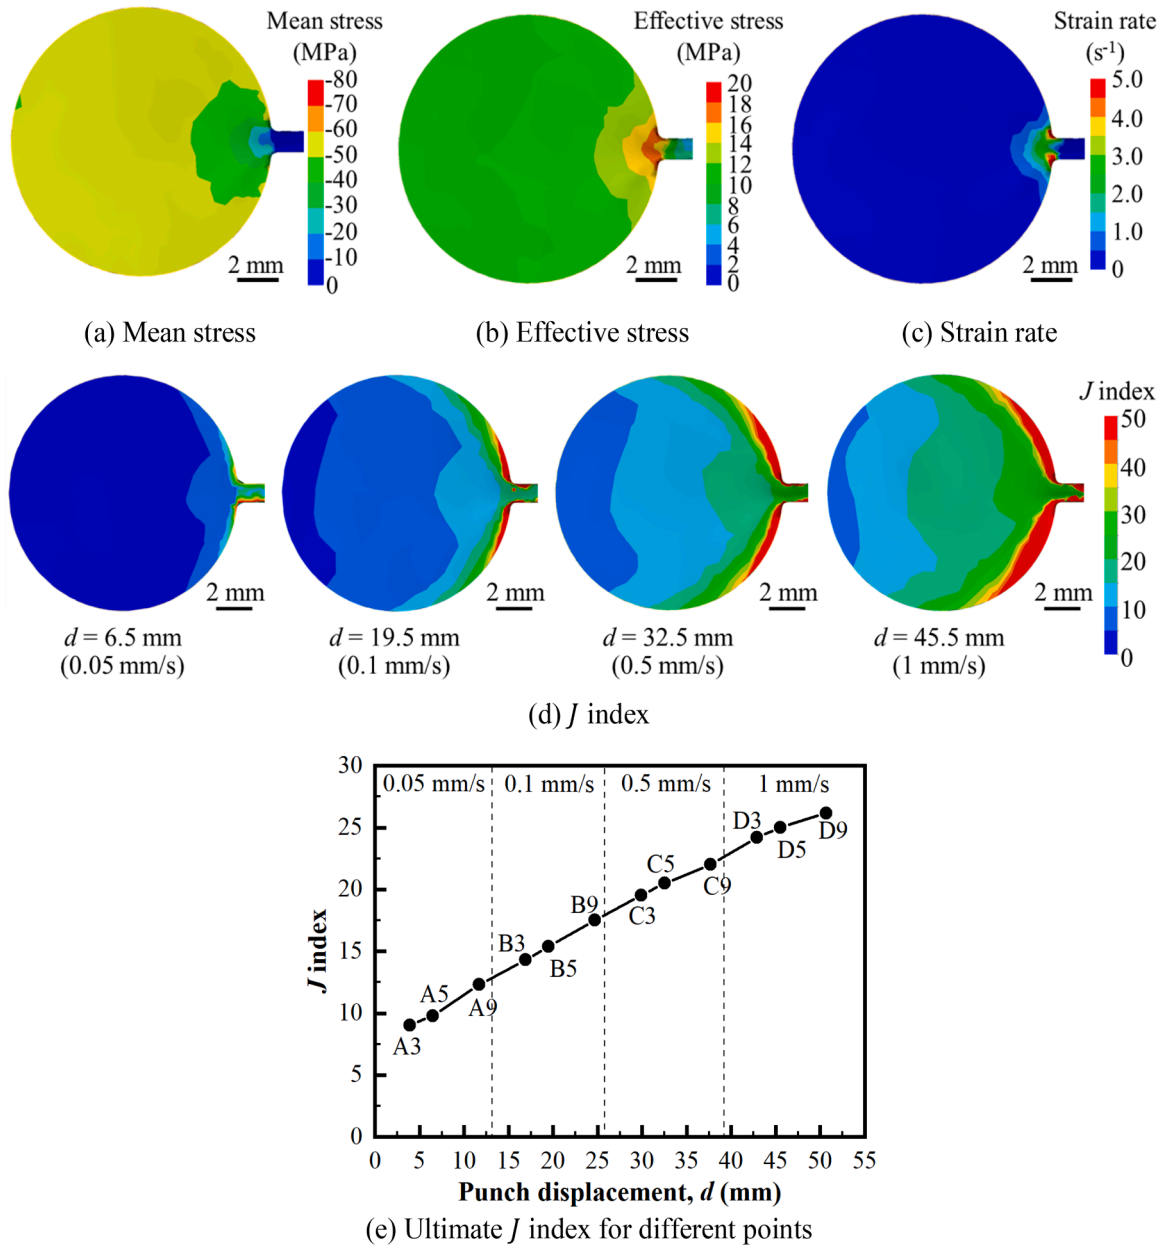 Mean stress
(MPa)
-80
-70
-60
-50
-40
-30
-20
-10
0
2 mm
Effective stress
(MPa)
20
18
16
14
12
10
8
6
4
2
0
2 mm
Strain rate
(s⁻¹)
5.0
4.0
3.0
2.0
1.0
0
2 mm
(a) Mean stress
(b) Effective stress
(c) Strain rate
J index
50
40
30
20
10
0
2 mm
2 mm
2 mm
2 mm
d = 6.5 mm
(0.05 mm/s)
d = 19.5 mm
(0.1 mm/s)
d = 32.5 mm
(0.5 mm/s)
d = 45.5 mm
(1 mm/s)
(d) J index
30
25
20
15
10
5
0
J index
0.05 mm/s
0.1 mm/s
0.5 mm/s
1 mm/s
A3
A5
A9
B3
B5
B9
C3
C5
C9
D3
D5
D9
0 5 10 15 20 25 30 35 40 45 50 55
Punch displacement, d (mm)
(e) Ultimate J index for different points